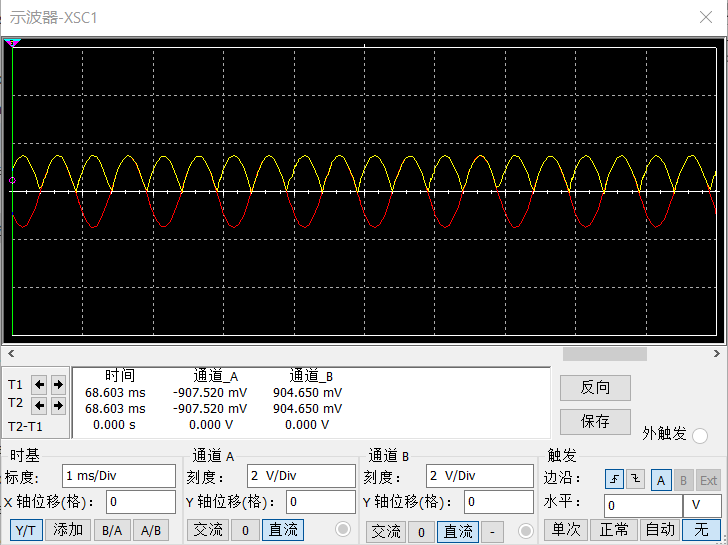 示波器-XSC1
时间 通道_A 通道_B
T1 68.603 ms -907.520 mV 904.650 mV
T2 68.603 ms -907.520 mV 904.650 mV
T2-T1 0.000 s 0.000 V 0.000 V
反向
保存
外触发
时基
标度: 1 ms/Div
X 轴位移(格): 0
Y/T 添加 B/A A/B
通道 A
刻度: 2 V/Div
Y 轴位移(格): 0
交流 0 直流
通道 B
刻度: 2 V/Div
Y 轴位移(格): 0
交流 0 直流 -
触发
边沿: A B Ext
水平: 0 V
单次 正常 自动 无